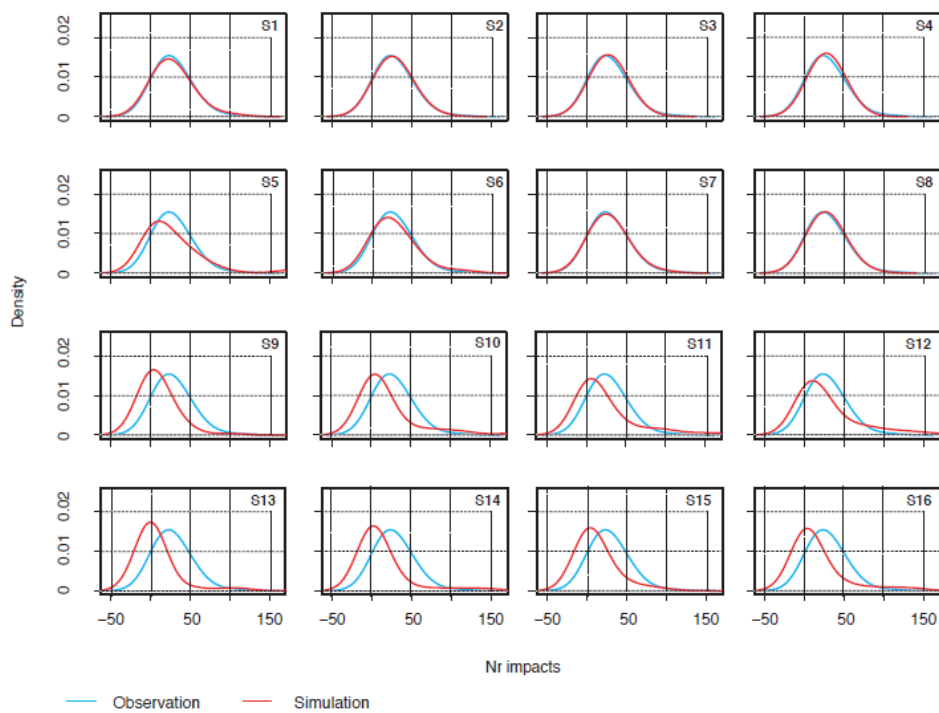 S1 S2 S3 S4
0.02
0.01
0
S5 S6 S7 S8
0.02
0.01
0
Density
S9 S10 S11 S12
0.02
0.01
0
S13 S14 S15 S16
0.02
0.01
0
−50 50 150 −50 50 150 −50 50 150 −50 50 150
Nr impacts
Observation Simulation